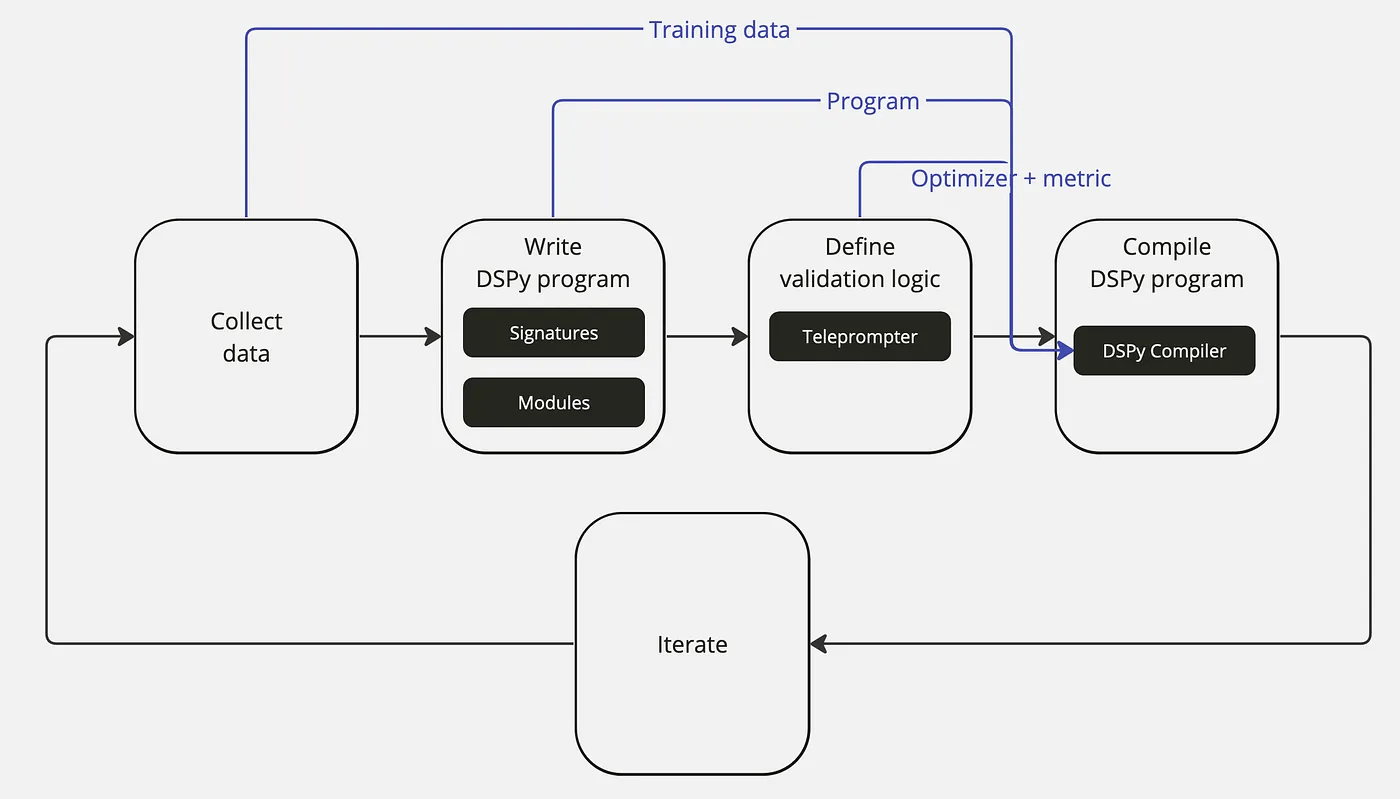 Training data
Program
Optimizer + metric
Collect
data
Write
DSPy program
Signatures
Modules
Define
validation logic
Teleprompter
Compile
DSPy program
DSPy Compiler
Iterate